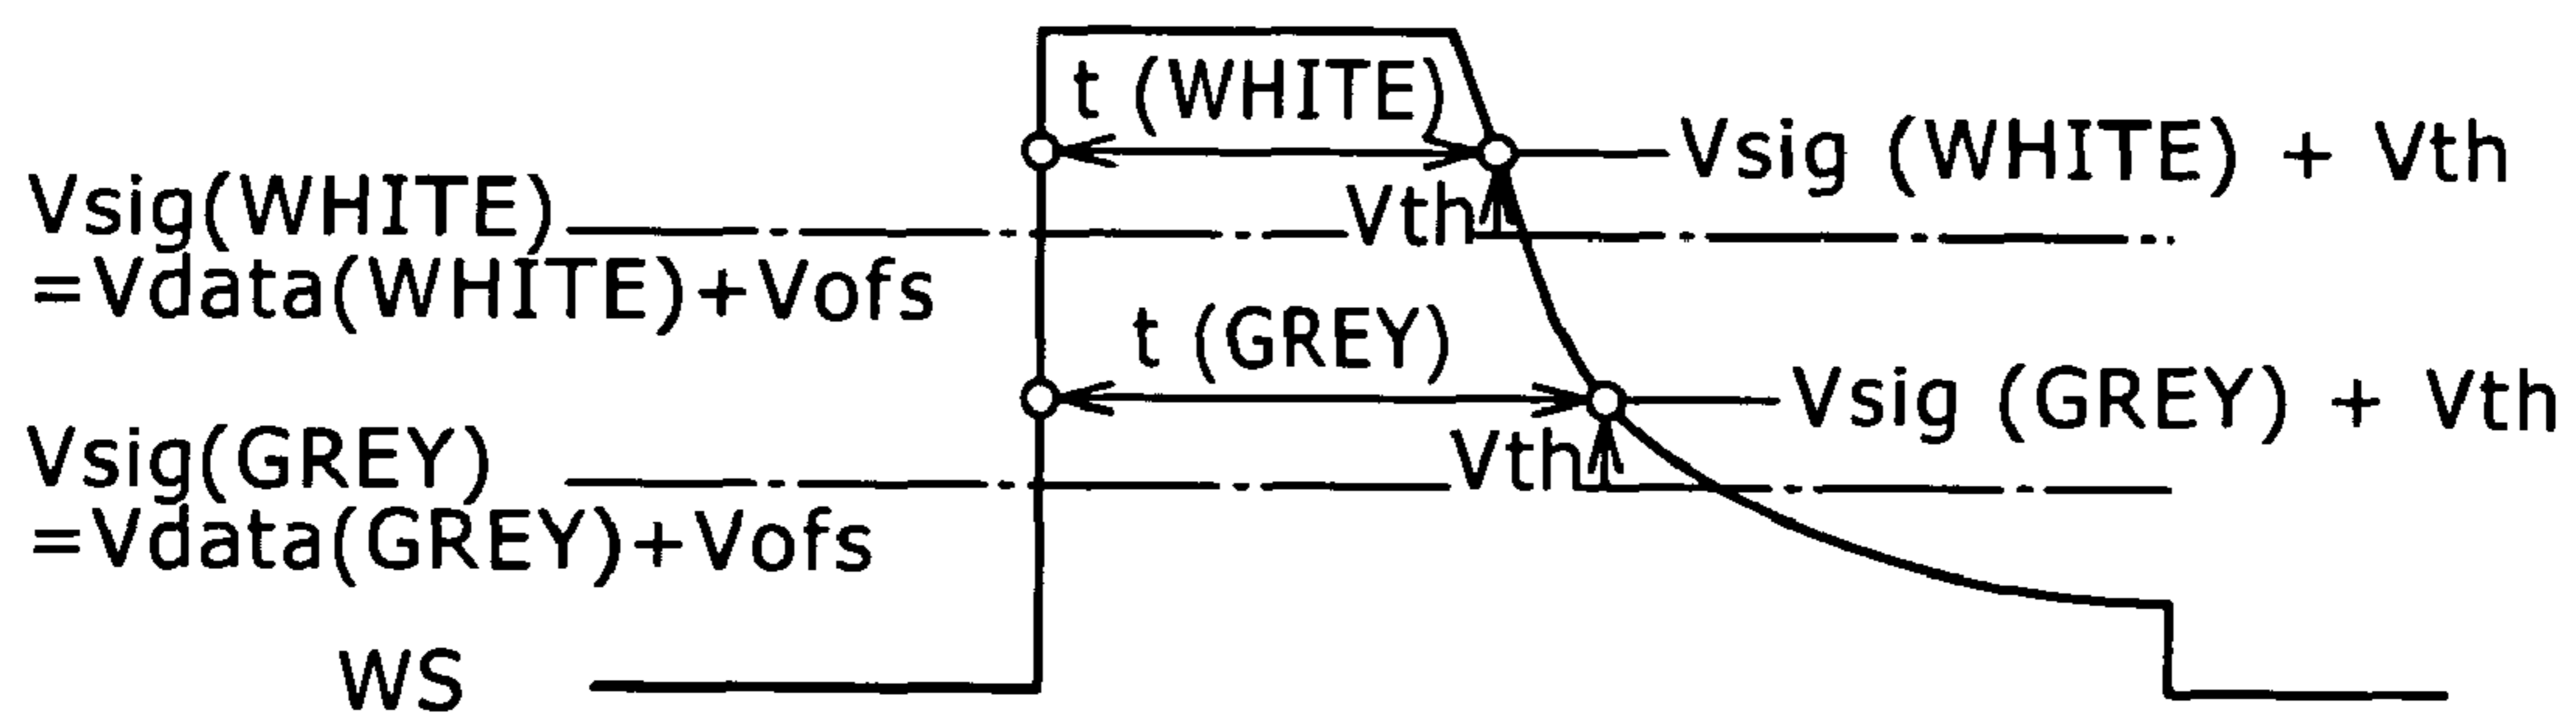 t (WHITE)
Vsig (WHITE) + Vth
Vsig(WHITE)
=Vdata(WHITE)+Vofs
Vth
t (GREY)
Vsig (GREY) + Vth
Vsig(GREY)
=Vdata(GREY)+Vofs
Vth
WS